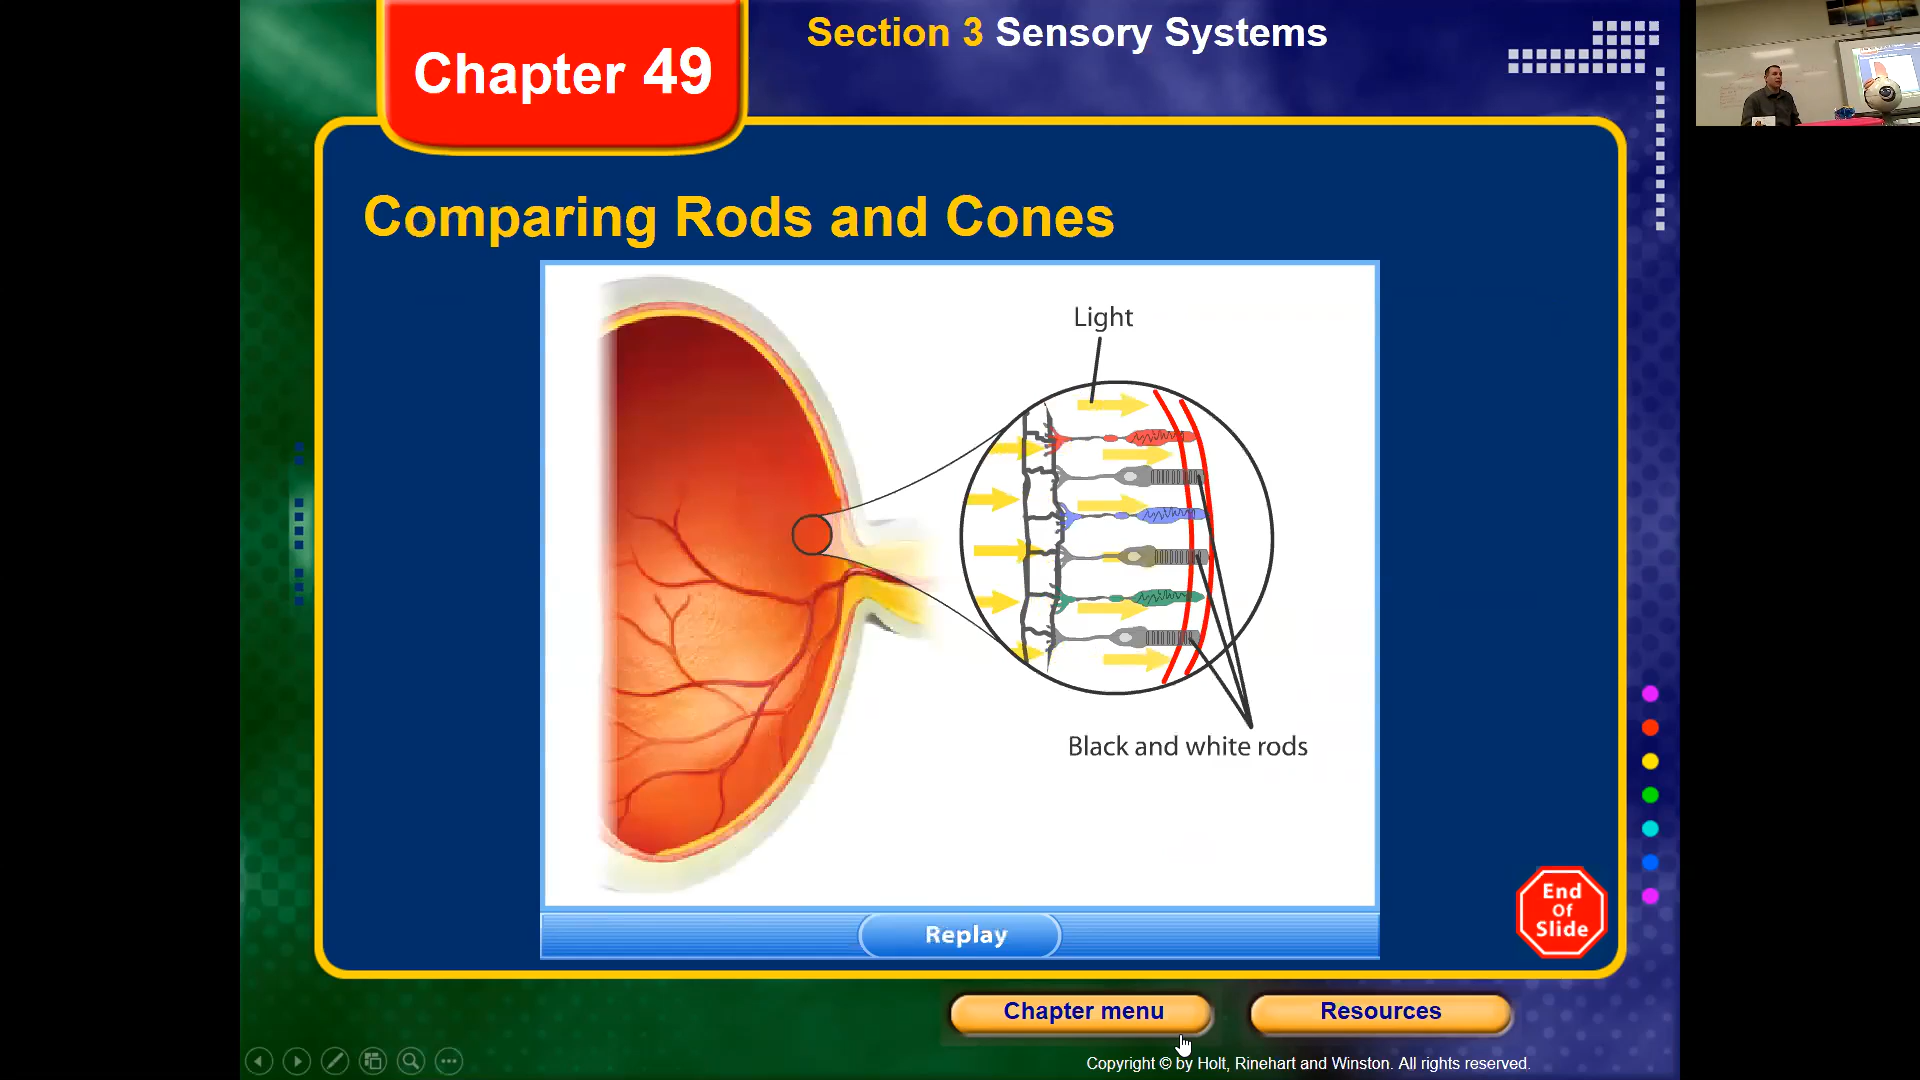 Chapter 49
Section 3 Sensory Systems
Comparing Rods and Cones
Light
Black and white rods
Replay
End
Of
Slide
Chapter menu
Resources
Copyright © by Holt, Rinehart and Winston. All rights reserved.